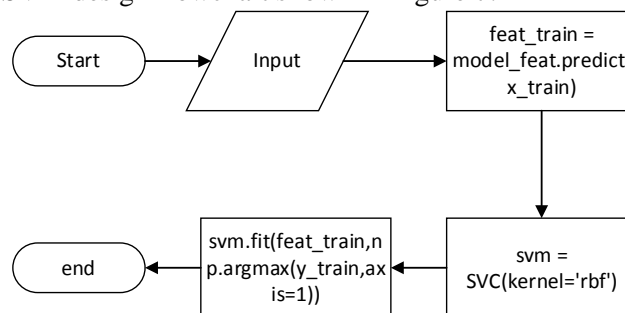 Start
Input
feat_train =
model_feat.predict
x_train)
svm =
SVC(kernel='rbf')
svm.fit(feat_train,n
p.argmax(y_train,ax
is=1))
end